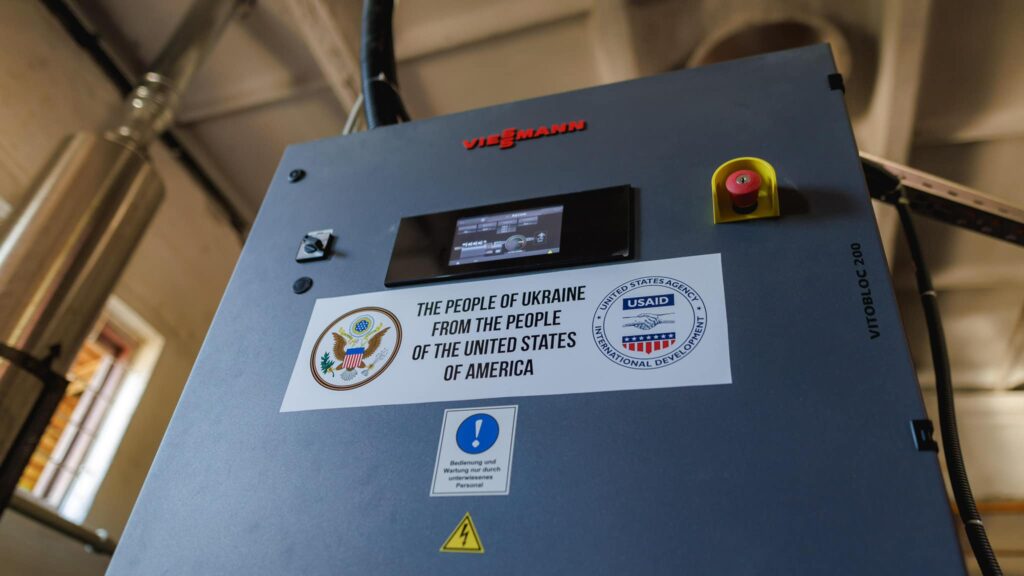 VIESMANN
THE PEOPLE OF UKRAINE
FROM THE PEOPLE
OF THE UNITED STATES
OF AMERICA
UNITED STATES AGENCY
USAID
INTERNATIONAL DEVELOPMENT
VITOBLOC 200
Bedienung und
Wartung nur durch
unterwiesenes
Personal